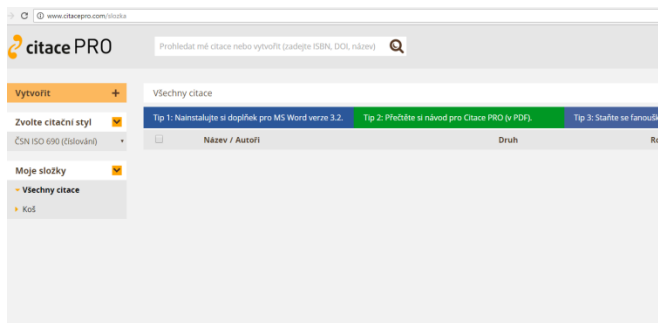 www.citacepro.com/slozka
citace PRO
Prohledat mé citace nebo vytvořit (zadejte ISBN, DOI, název)
Vytvořit +
Všechny citace
Tip 1: Nainstalujte si doplněk pro MS Word verze 3.2. Tip 2: Přečtěte si návod pro Citace PRO (v PDF). Tip 3: Staňte se fanoušk
Zvolte citační styl
ČSN ISO 690 (číslování)
Název / Autoři Druh Ro
Moje složky
Všechny citace
Koš